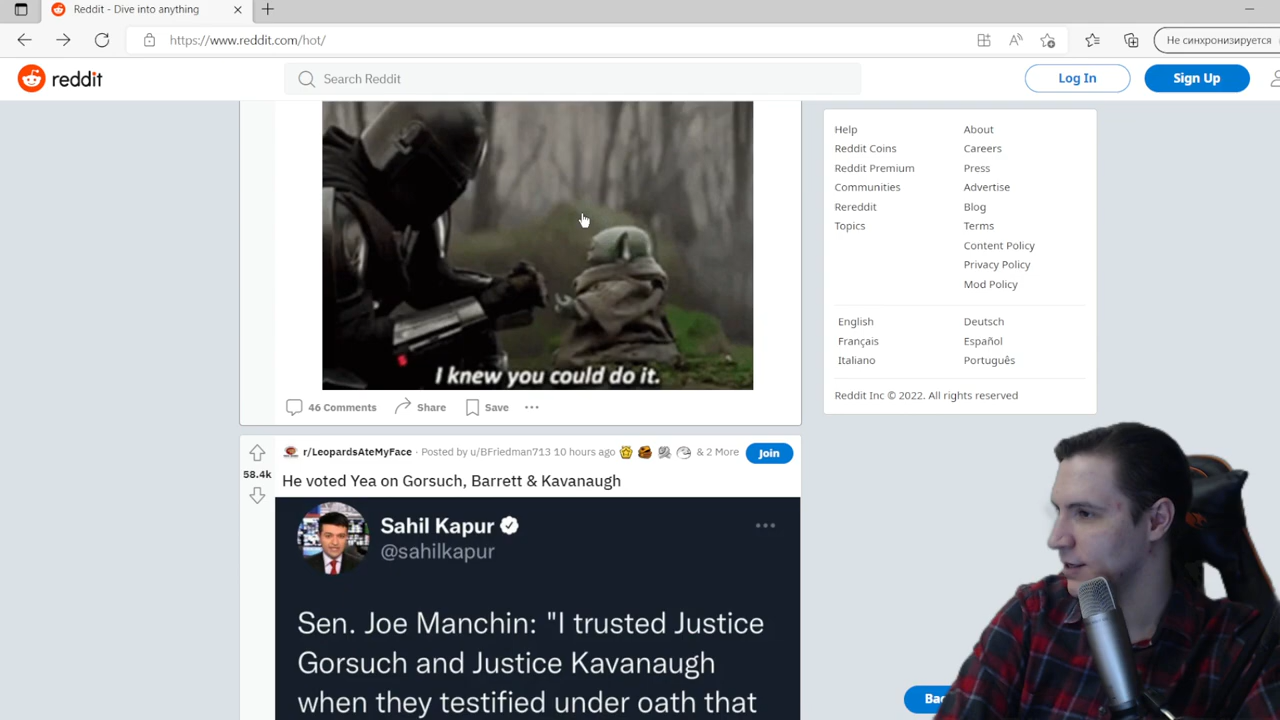 Reddit - Dive into anything
https://www.reddit.com/hot/
Не синхронизируется
reddit
Search Reddit
Log In
Sign Up
I knew you could do it.
46 Comments
Share
Save
58.4k
r/LeopardsAteMyFace · Posted by u/BFriedman713 10 hours ago & 2 More
Join
He voted Yea on Gorsuch, Barrett & Kavanaugh
Sahil Kapur
@sahilkapur
Sen. Joe Manchin: "I trusted Justice
Gorsuch and Justice Kavanaugh
when they testified under oath that
Help
About
Reddit Coins
Careers
Reddit Premium
Press
Communities
Advertise
Rereddit
Blog
Topics
Terms
Content Policy
Privacy Policy
Mod Policy
English
Deutsch
Français
Español
Italiano
Português
Reddit Inc © 2022. All rights reserved